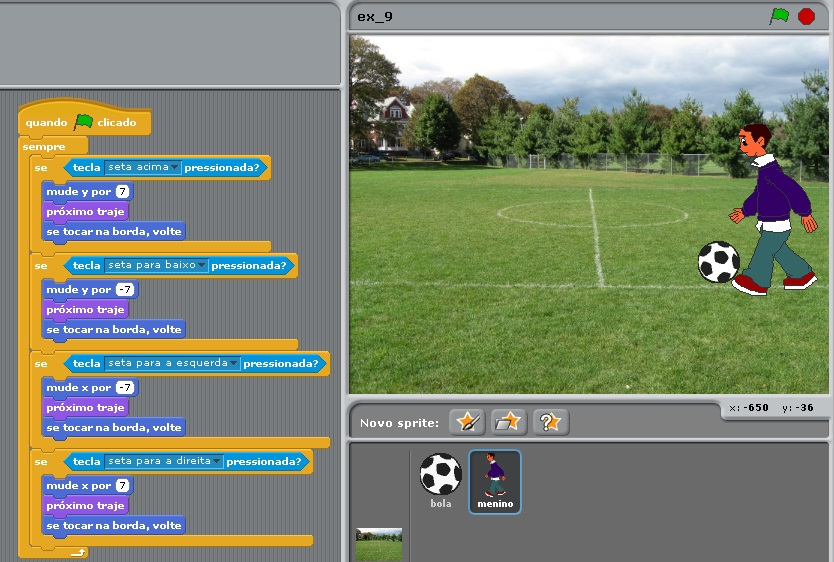 ex_9
quando clicado
sempre
se tecla seta acima pressionada?
mude y por 7
próximo traje
se tocar na borda, volte
se tecla seta para baixo pressionada?
mude y por -7
próximo traje
se tocar na borda, volte
se tecla seta para a esquerda pressionada?
mude x por -7
próximo traje
se tocar na borda, volte
se tecla seta para a direita pressionada?
mude x por 7
próximo traje
se tocar na borda, volte
x: -650 y: -36
Novo sprite:
bola
menino